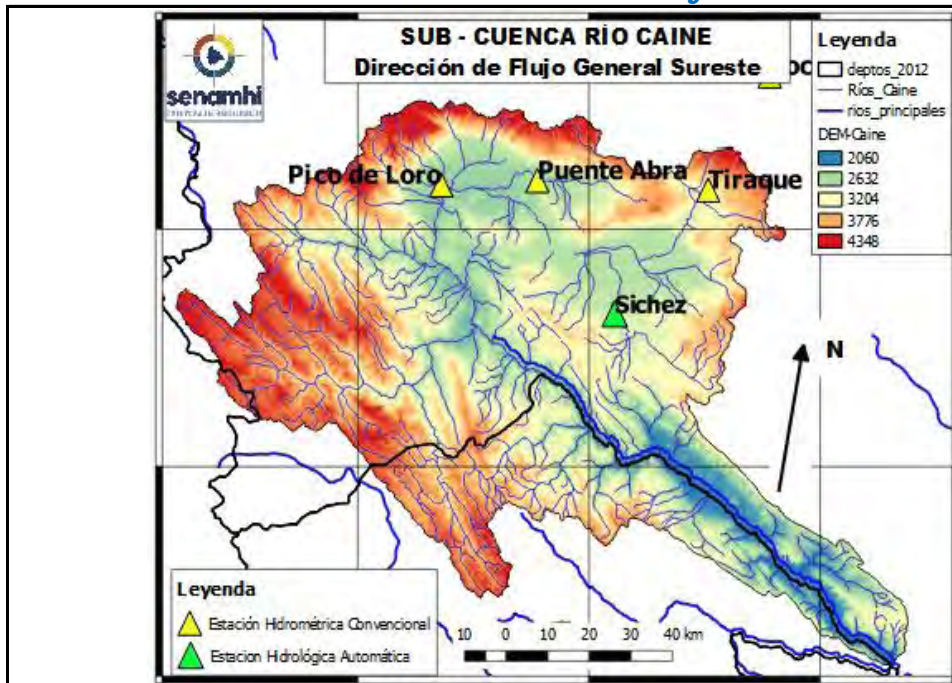 SUB - CUENCA RÍO CAINE
Dirección de Flujo General Sureste
senamhi
Leyenda
deptos_2012
Ríos_Caine
rios_principales
DEM-Caine
2060
2632
3204
3776
4348
Pico de Loro
Puente Abra
Tiraque
Sichez
N
Leyenda
Estación Hidrométrica Convencional
Estacion Hidrológica Automática
10 0 10 20 30 40 km